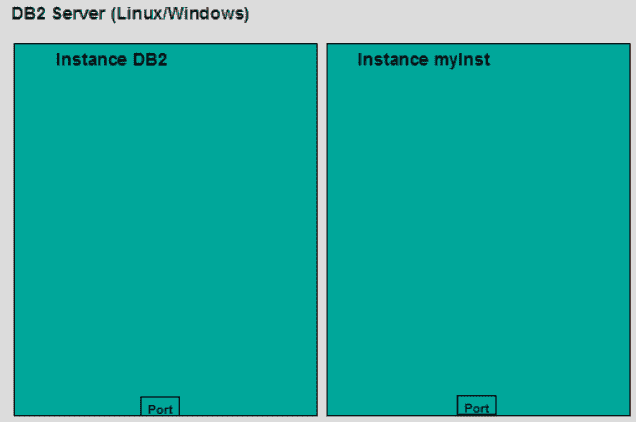 DB2 Server (Linux/Windows)
Instance DB2
Instance myInst
Port
Port